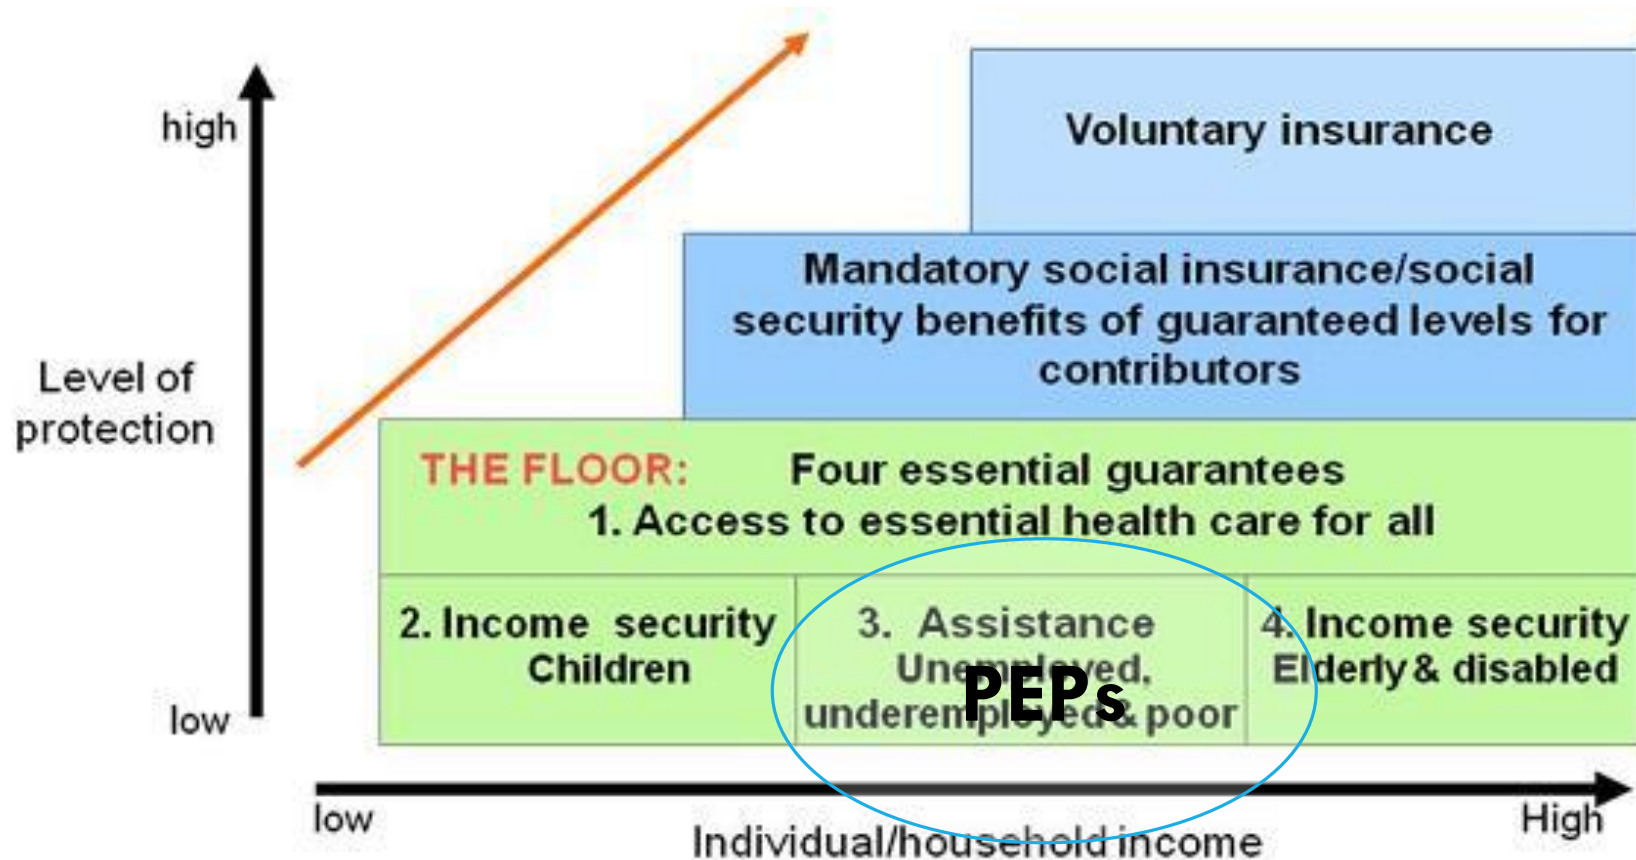 high
Voluntary insurance
Mandatory social insurance/social
security benefits of guaranteed levels for
contributors
Level of
protection
THE FLOOR: Four essential guarantees
1. Access to essential health care for all
2. Income security
Children
3. Assistance
Unemployed,
underemployed & poor
PEPs
4. Income security
Elderly & disabled
low
low
High
Individual/household income